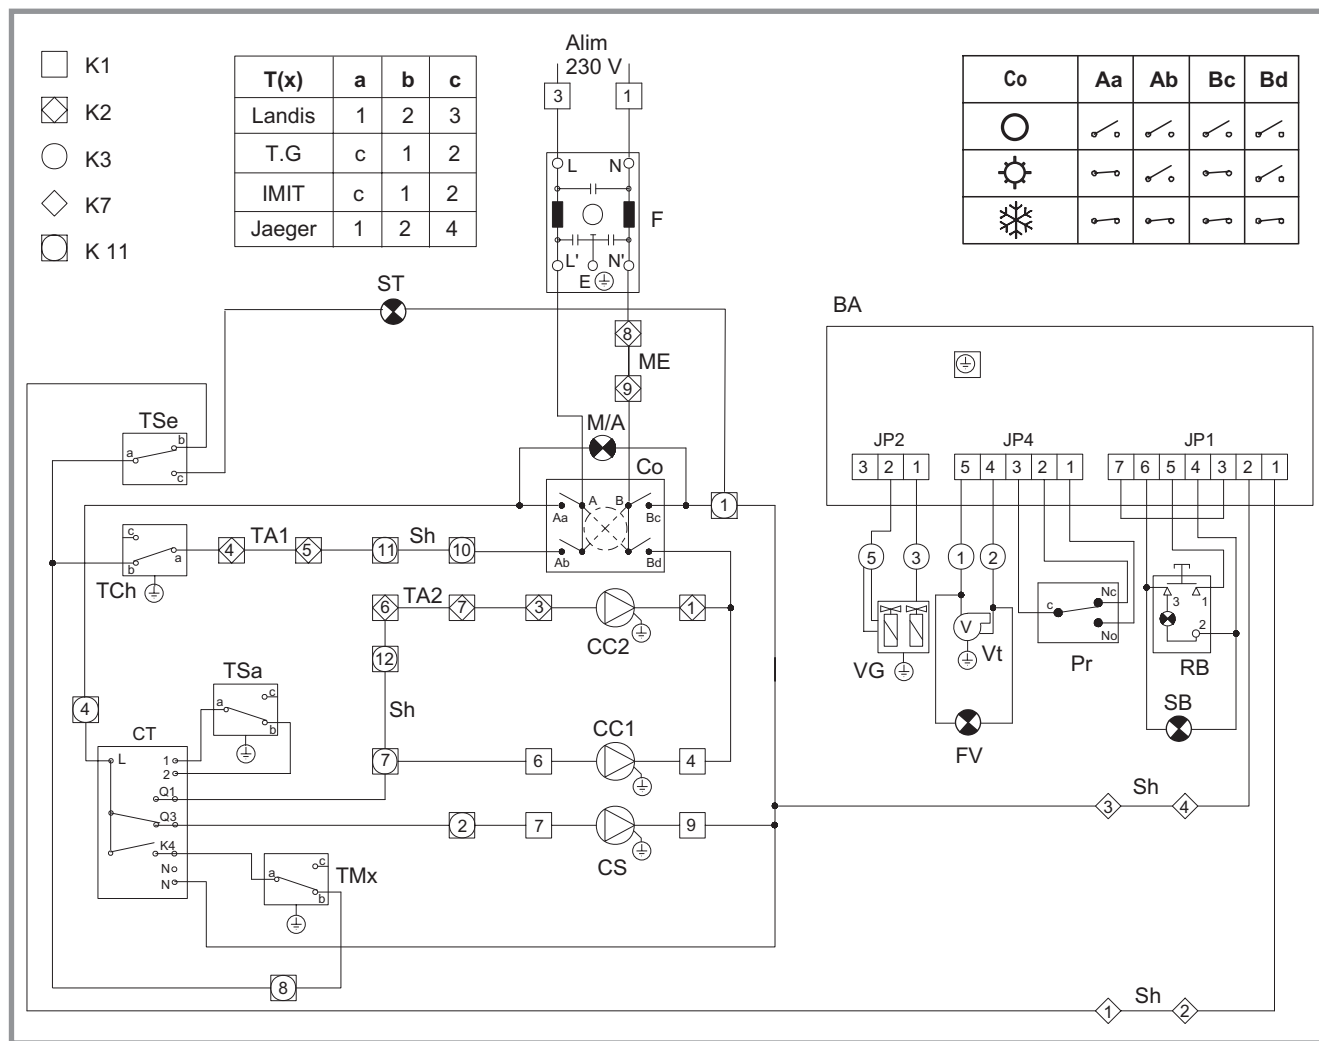 Alim
230 V
K1
K2
K3
K7
K 11
T(x) a b c
Landis 1 2 3
T.G c 1 2
IMIT c 1 2
Jaeger 1 2 4
Co Aa Ab Bc Bd
3 1
L N
F
L' N'
E
ST
8
ME
9
BA
M/A
Co
TSe
a b c
A B
Aa Bc
Ab Bd
1
JP2 JP4 JP1
3 2 1
5 4 3 2 1
7 6 5 4 3 2 1
c a b
TCh
4 TA1 5 11 Sh 10
6 TA2 7 3 CC2 1
12
Sh
5 3 1 2
VG
V
Vt
c Nc No
Pr
3 1 2
RB
FV
SB
TSa
a c b
4
CT
L 1
2
Q1
Q3
K4
N
N
7 6 CC1 4
2 7 CS 9
a c b
TMx
8
3 Sh 4
1 Sh 2